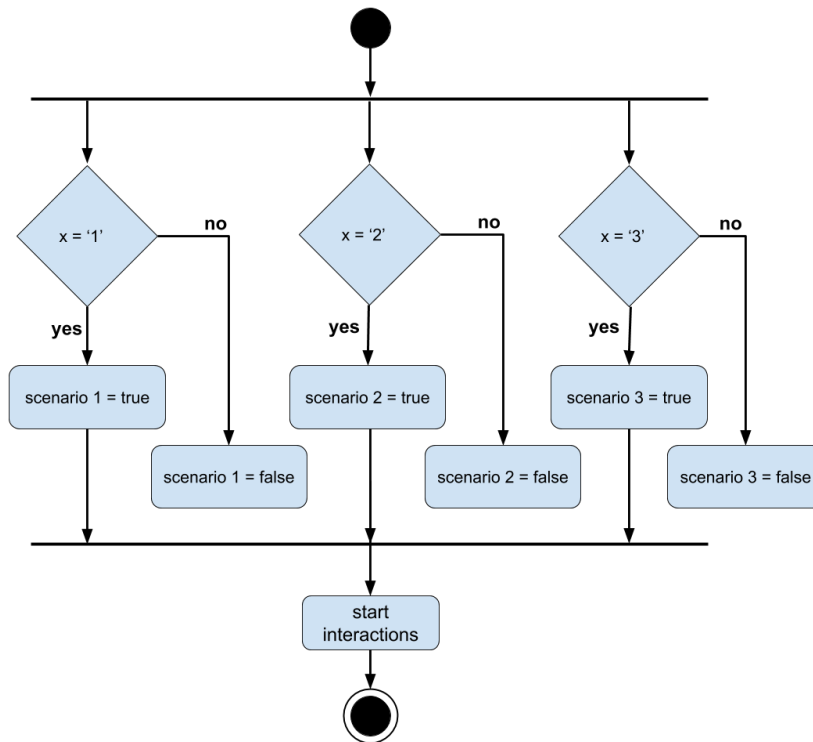 x = ‘1’
no
x = ‘2’
no
x = ‘3’
no
yes
yes
yes
scenario 1 = true
scenario 2 = true
scenario 3 = true
scenario 1 = false
scenario 2 = false
scenario 3 = false
start
interactions